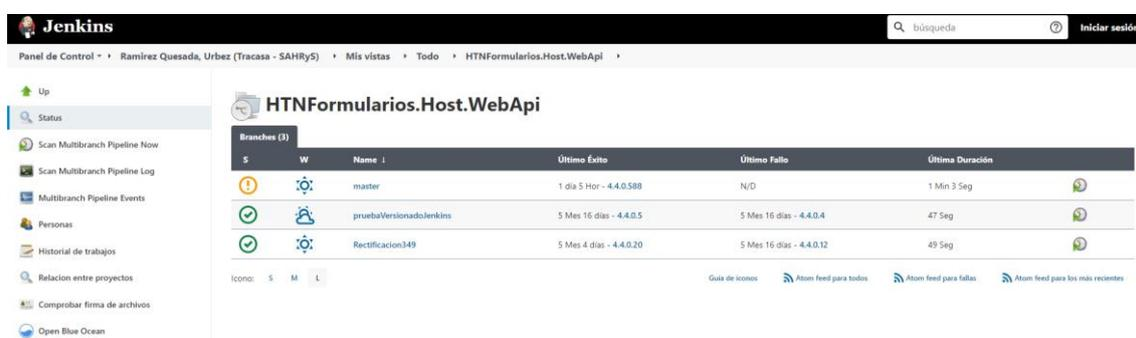 Jenkins
búsqueda
Iniciar sesión
Panel de Control Ramirez Quesada, Urbez (Tracasa - SAHRyS) Mis vistas Todo HTNFormularios.Host.WebApi
Up
Status
Scan Multibranch Pipeline Now
Scan Multibranch Pipeline Log
Multibranch Pipeline Events
Personas
Historial de trabajos
Relacion entre proyectos
Comprobar firma de archivos
Open Blue Ocean
HTNFormularios.Host.WebApi
Branches (3)
S W Name ↓ Último Éxito Último Fallo Última Duración
master 1 dia 5 Hor - 4.4.0.588 N/D 1 Min 3 Seg
pruebaVersionadoJenkins 5 Mes 16 días - 4.4.0.5 5 Mes 16 días - 4.4.0.4 47 Seg
Rectificacion349 5 Mes 4 días - 4.4.0.20 5 Mes 16 días - 4.4.0.12 49 Seg
Icono: S M L
Guia de iconos Atom feed para todos Atom feed para fallas Atom feed para los más recientes